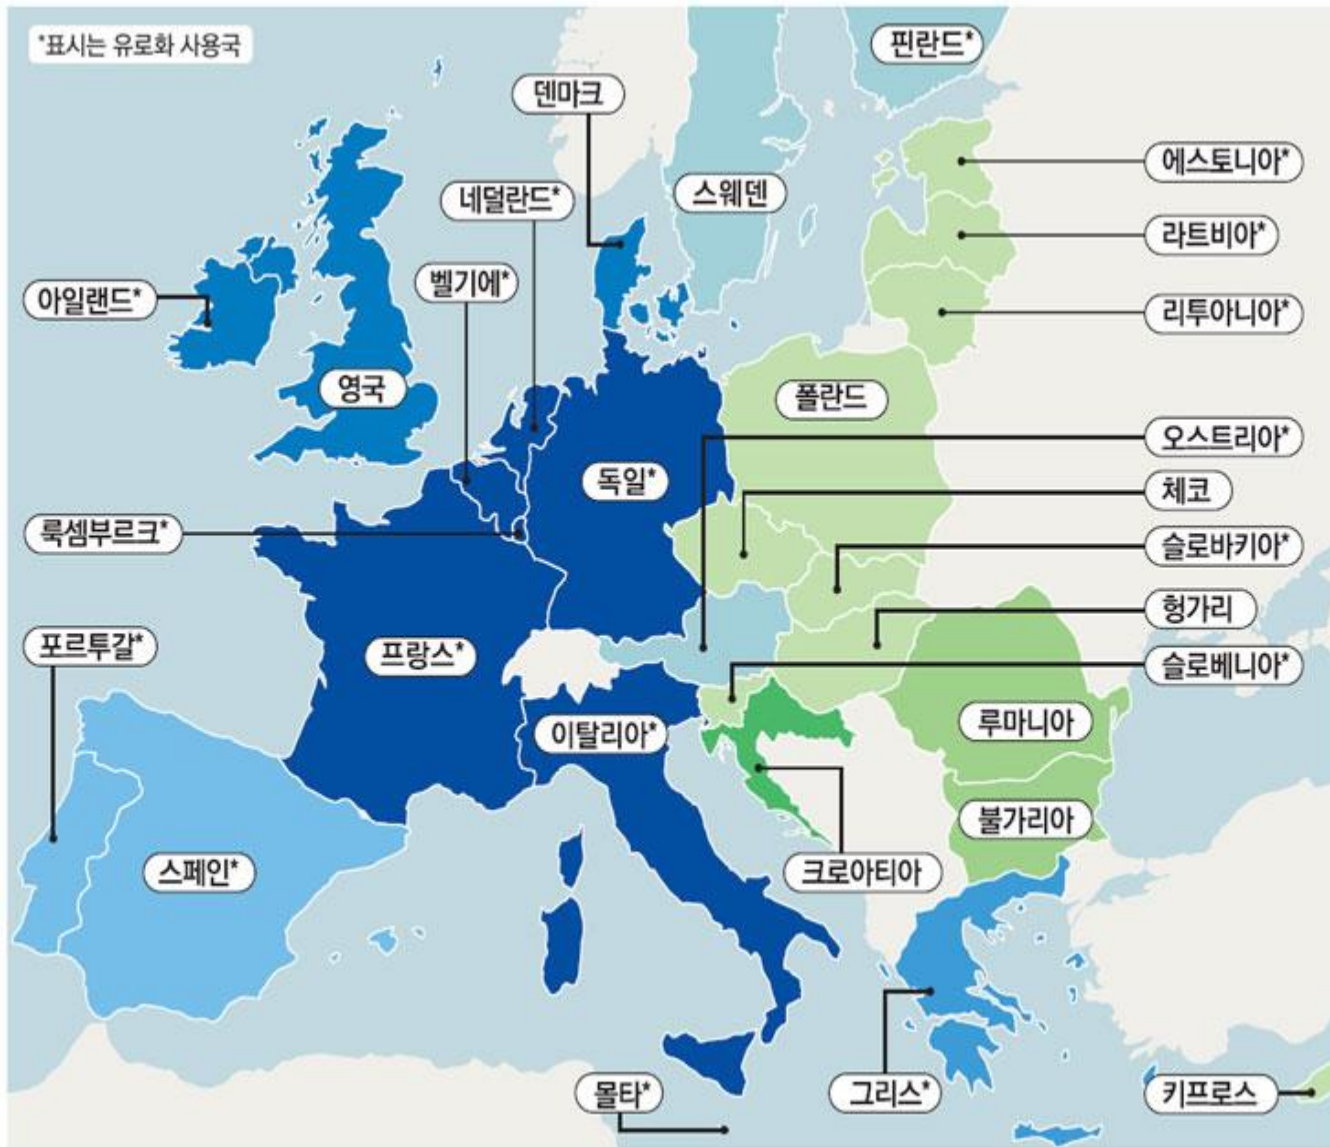 *표시는 유로화 사용국
핀란드*
덴마크
에스토니아*
네덜란드*
스웨덴
라트비아*
벨기에*
아일랜드*
리투아니아*
영국
폴란드
오스트리아*
독일*
체코
룩셈부르크*
슬로바키아*
헝가리
포르투갈*
프랑스*
슬로베니아*
이탈리아*
루마니아
불가리아
스페인*
크로아티아
몰타*
그리스*
키프로스